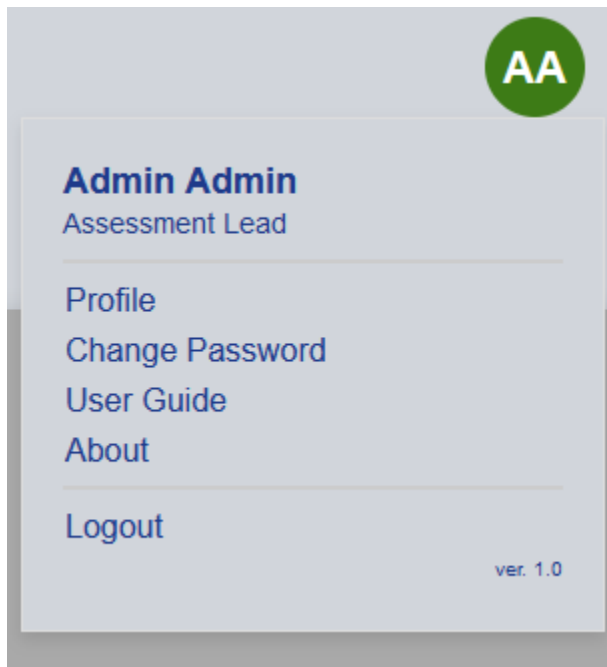 AA
Admin Admin
Assessment Lead
Profile
Change Password
User Guide
About
Logout
ver. 1.0